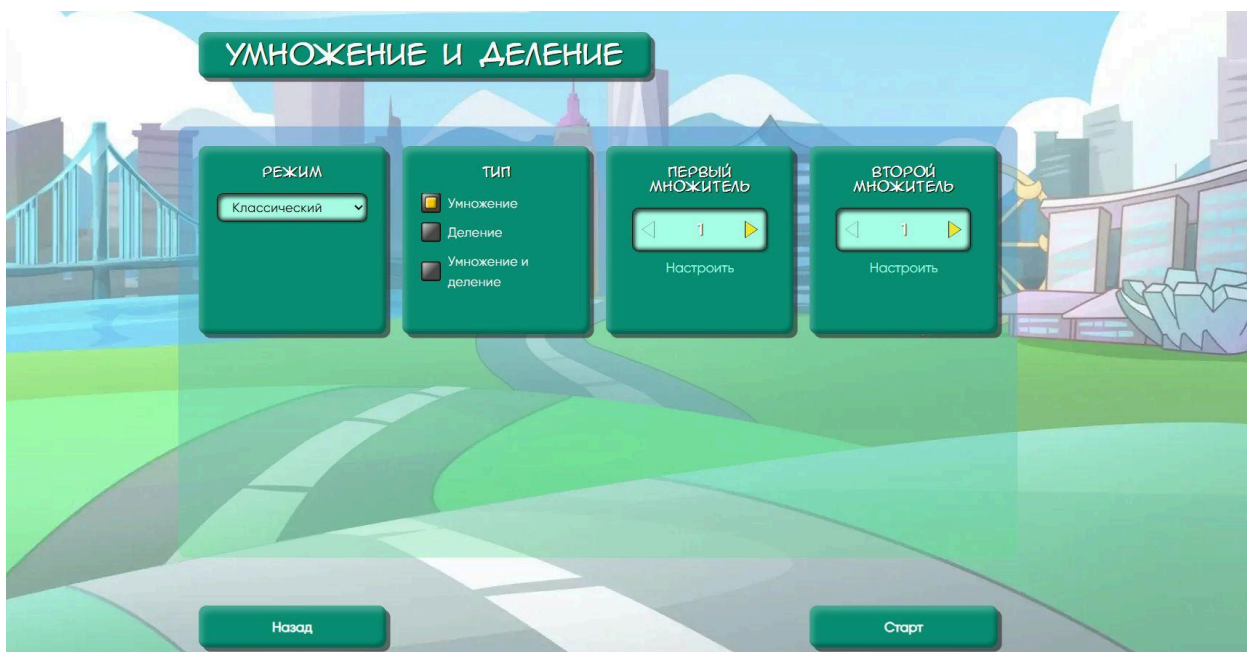 УМНОЖЕНИЕ И ДЕЛЕНИЕ
РЕЖИМ
Классический
ТИП
Умножение
Деление
Умножение и
деление
ПЕРВЫЙ
МНОЖИТЕЛЬ
1
Настроить
ВТОРОЙ
МНОЖИТЕЛЬ
1
Настроить
Назад
Старт